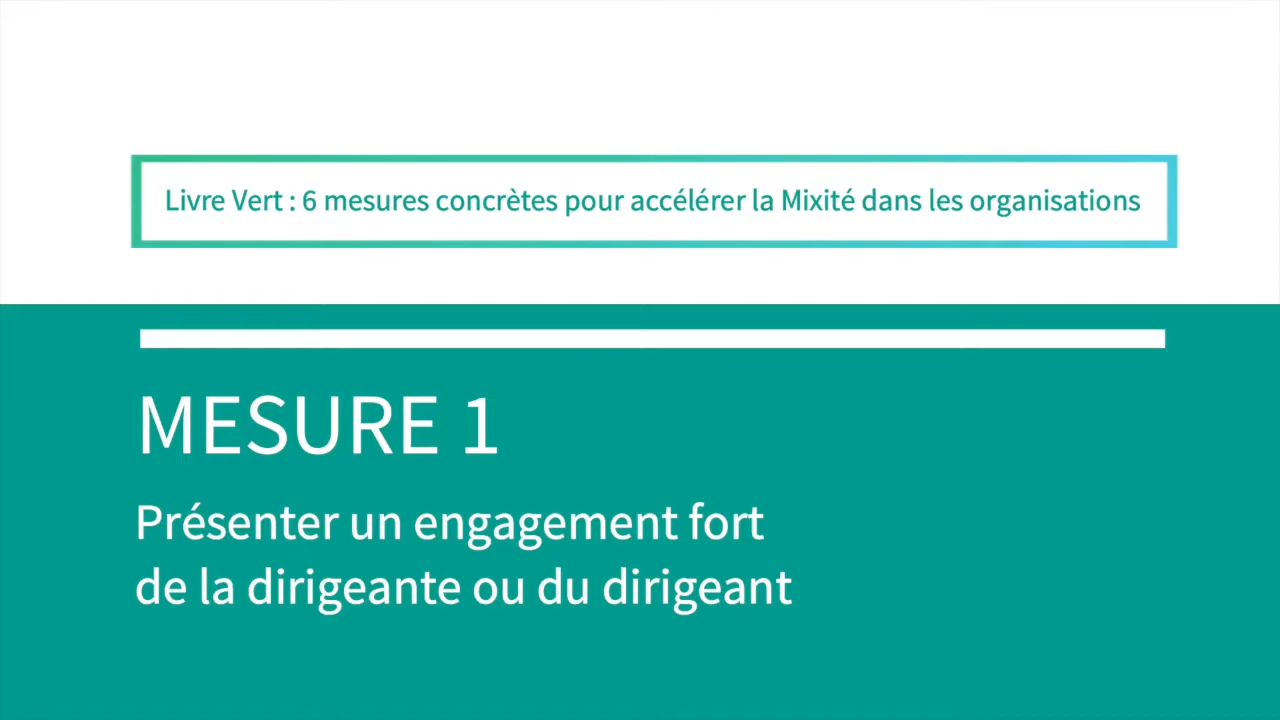 Livre Vert : 6 mesures concrètes pour accélérer la Mixité dans les organisations
MESURE 1
Présenter un engagement fort
de la dirigeante ou du dirigeant